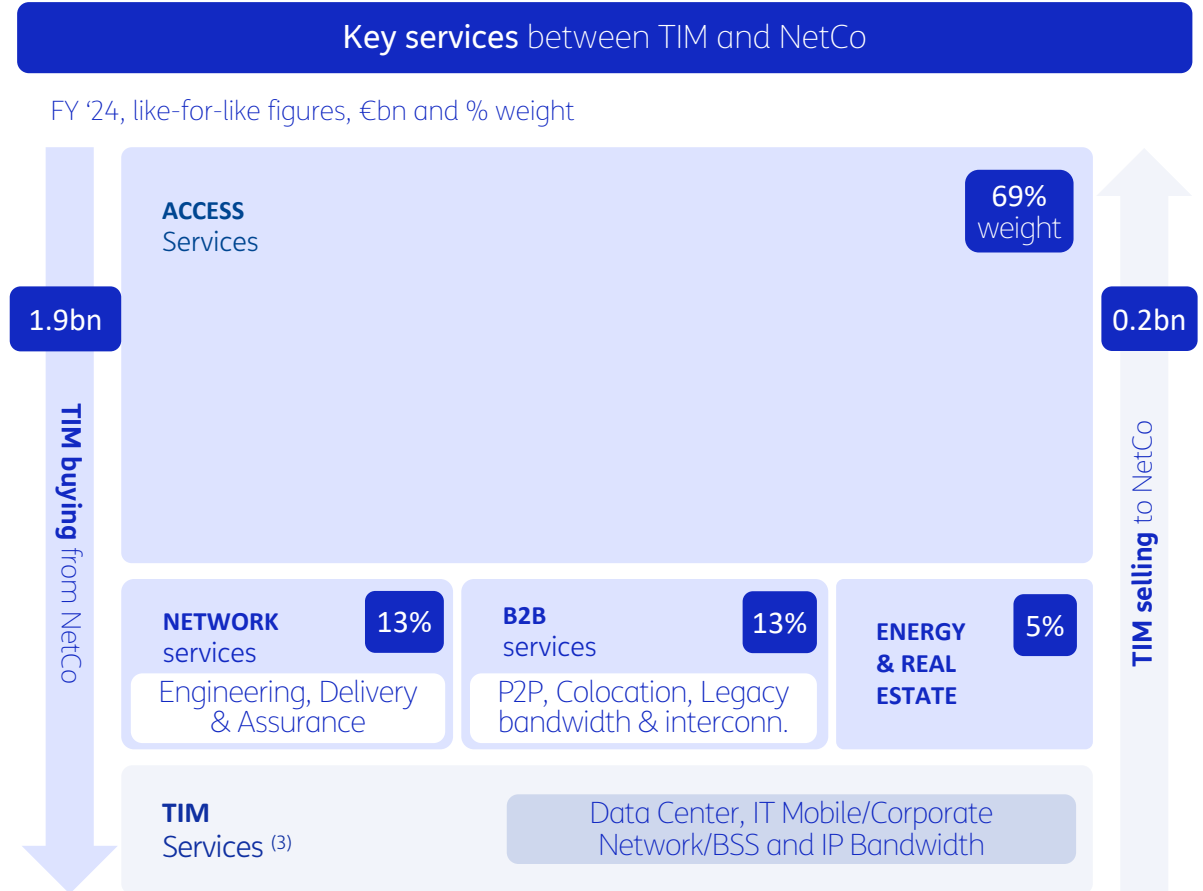 Key services between TIM and NetCo
FY ‘24, like-for-like figures, €bn and % weight
1.9bn
TIM buying from NetCo
ACCESS
Services
69%
weight
0.2bn
TIM selling to NetCo
NETWORK
services
13%
Engineering, Delivery
& Assurance
B2B
services
13%
P2P, Colocation, Legacy
bandwidth & interconn.
ENERGY
& REAL
ESTATE
5%
TIM
Services (3)
Data Center, IT Mobile/Corporate
Network/BSS and IP Bandwidth